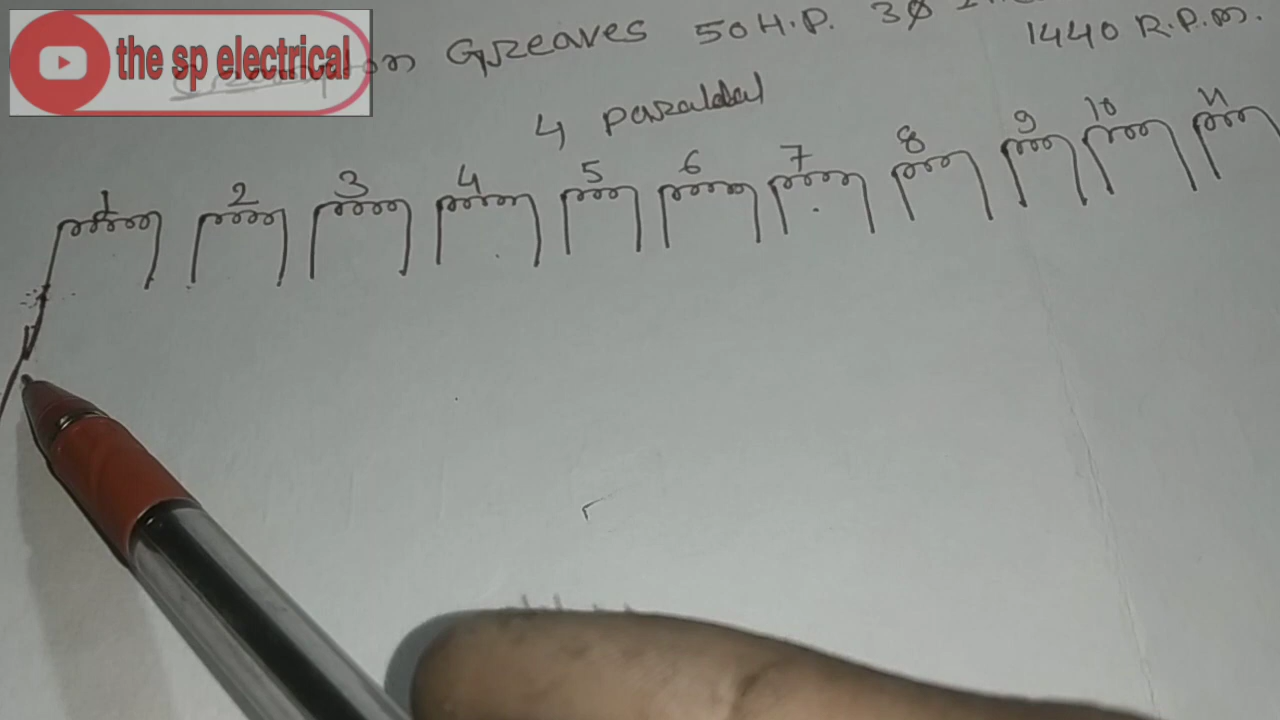 the sp electrical
Greaves 50 H.P. 3Ø
1440 R.P.M.
4 Paralelal
1 2 3 4 5 6 7 8 9 10 11